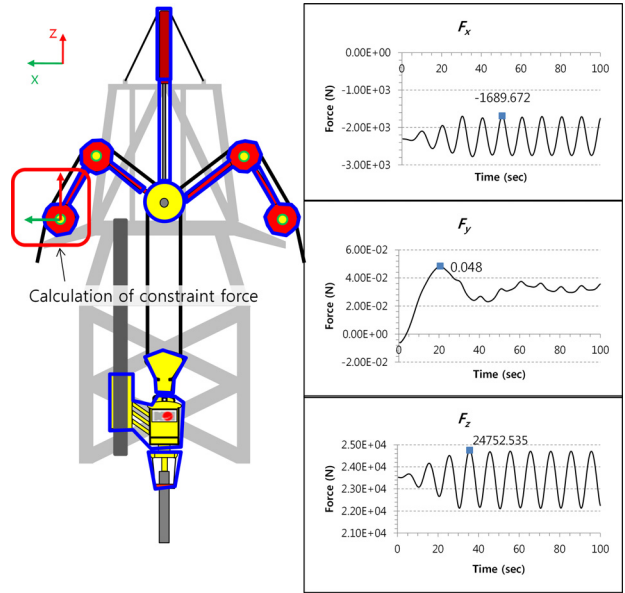 Z
X
Calculation of constraint force
Fx
0.00E+00
0
20
40
60
80
100
-1.00E+03
-1689.672
-2.00E+03
-3.00E+03
Force (N)
Time (sec)
Fy
6.00E-02
0.048
4.00E-02
2.00E-02
0.00E+00
0
20
40
60
80
100
-2.00E-02
Force (N)
Time (sec)
Fz
24752.535
2.50E+04
2.40E+04
2.30E+04
2.20E+04
2.10E+04
0
20
40
60
80
100
Force (N)
Time (sec)